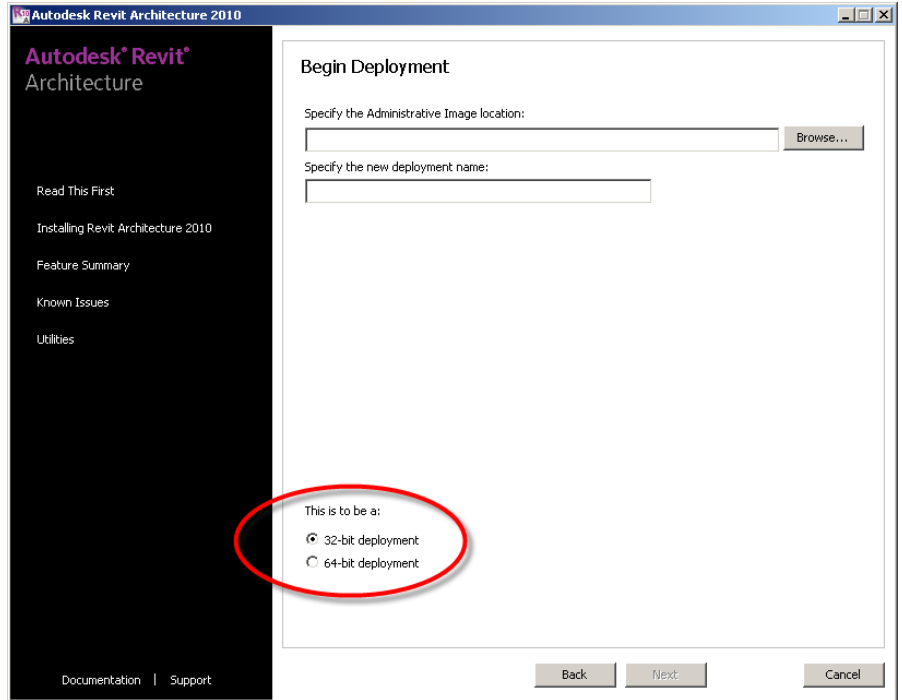 Autodesk Revit Architecture 2010
Autodesk® Revit®
Architecture
Read This First
Installing Revit Architecture 2010
Feature Summary
Known Issues
Utilities
Documentation | Support
Begin Deployment
Specify the Administrative Image location:
Browse...
Specify the new deployment name:
This is to be a:
32-bit deployment
64-bit deployment
Back Next Cancel